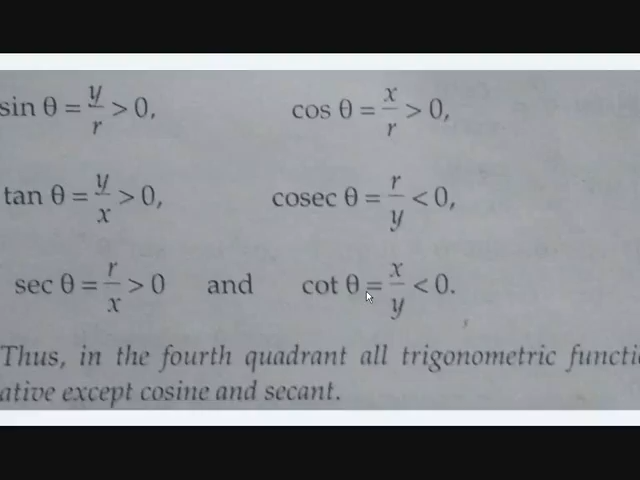 sin θ = y/r > 0, cos θ = x/r > 0,
tan θ = y/x > 0, cosec θ = r/y < 0,
sec θ = r/x > 0 and cot θ = x/y < 0.
Thus, in the fourth quadrant all trigonometric functi
ative except cosine and secant.